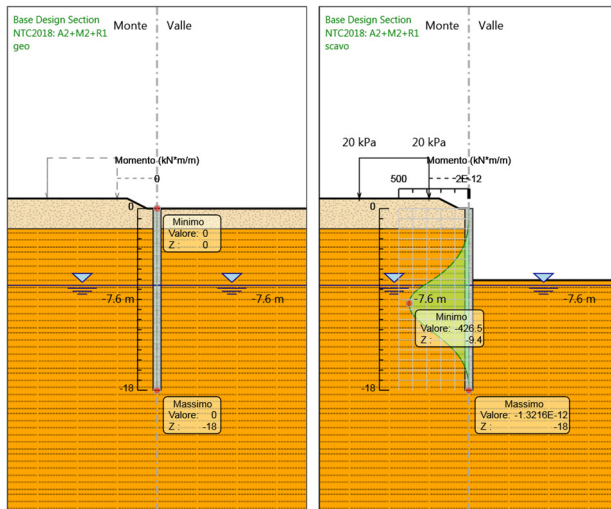 Base Design Section
NTC2018: A2+M2+R1
geo
Monte
Valle
Momento (kN*m/m)
0
0
Minimo
Valore: 0
Z : 0
-7.6 m
-7.6 m
-18
Massimo
Valore: 0
Z : -18
Base Design Section
NTC2018: A2+M2+R1
scavo
Monte
Valle
20 kPa
20 kPa
Momento (kN*m/m)
500
2E-12
0
-7.6 m
-7.6 m
Minimo
Valore: -426.5
Z : -9.4
-18
Massimo
Valore: -1.3216E-12
Z : -18